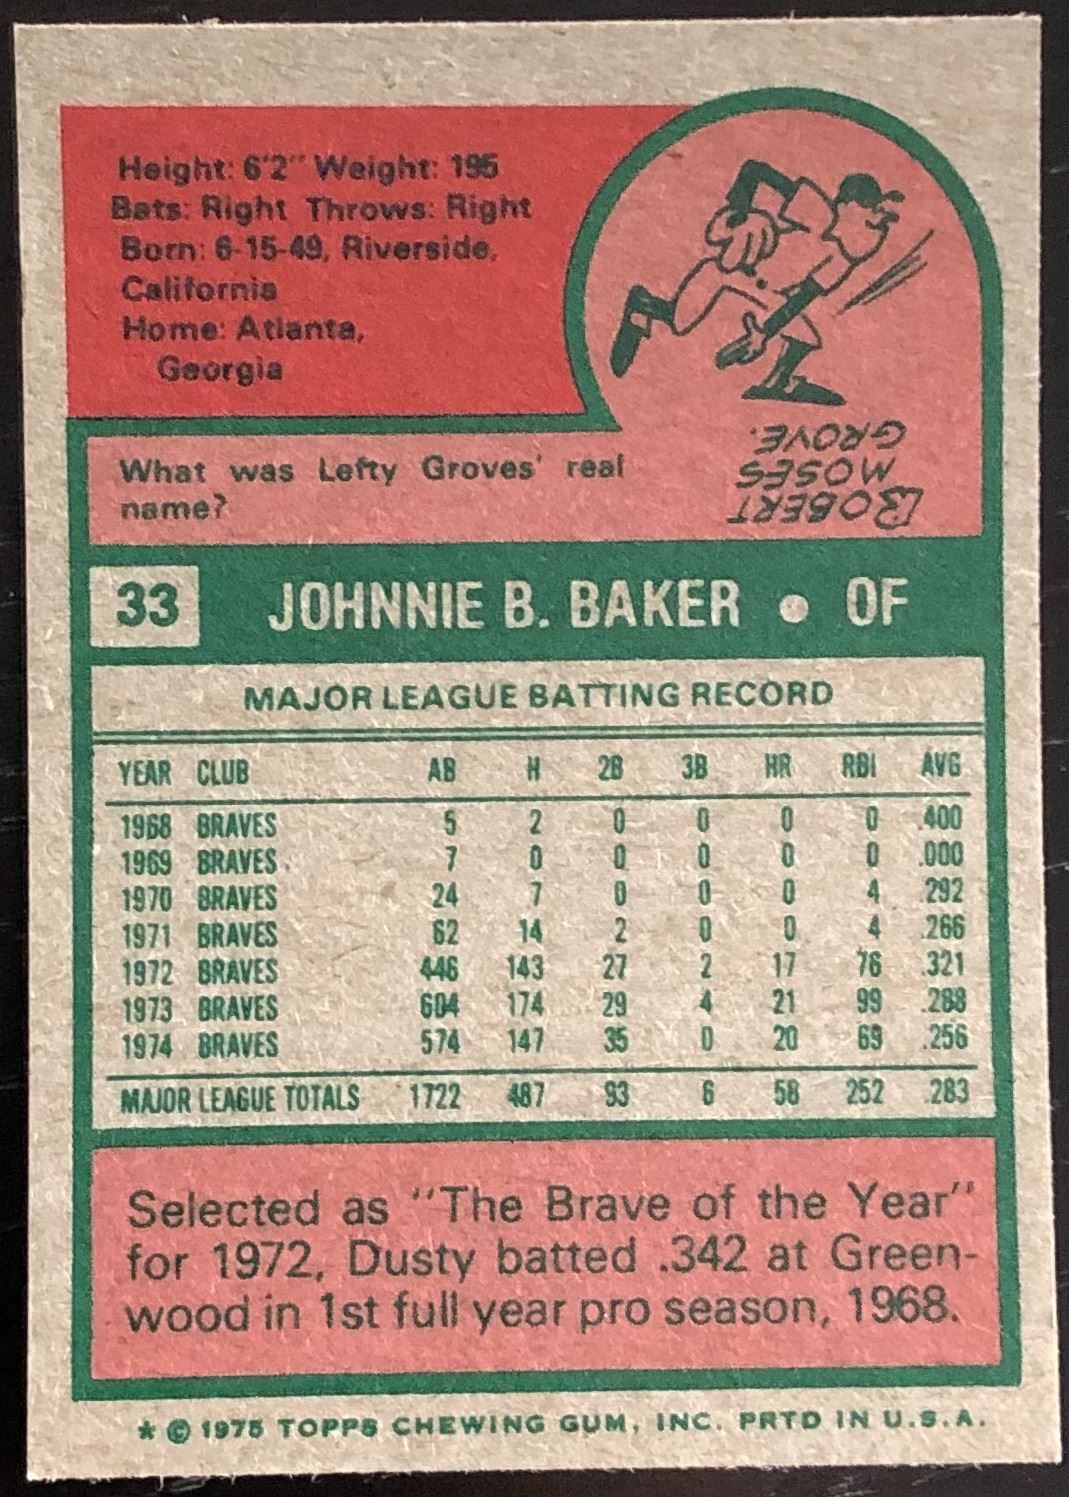 Height: 6'2" Weight: 195
Bats: Right Throws: Right
Born: 6-15-49, Riverside,
California
Home: Atlanta,
Georgia
What was Lefty Groves' real
name?
ROBERT
MOSES
GROVE.
33 JOHNNIE B. BAKER • OF
MAJOR LEAGUE BATTING RECORD
YEAR CLUB AB H 2B 3B HR RBI AVG
1968 BRAVES 5 2 0 0 0 0 .400
1969 BRAVES 7 0 0 0 0 0 .000
1970 BRAVES 24 7 0 0 0 4 .292
1971 BRAVES 62 14 2 0 0 4 .266
1972 BRAVES 446 143 27 2 17 76 .321
1973 BRAVES 604 174 29 4 21 99 .288
1974 BRAVES 574 147 35 0 20 69 .256
MAJOR LEAGUE TOTALS 1722 487 93 6 58 252 .283
Selected as "The Brave of the Year"
for 1972, Dusty batted .342 at Green-
wood in 1st full year pro season, 1968.
* © 1975 TOPPS CHEWING GUM, INC. PRTD IN U.S.A.